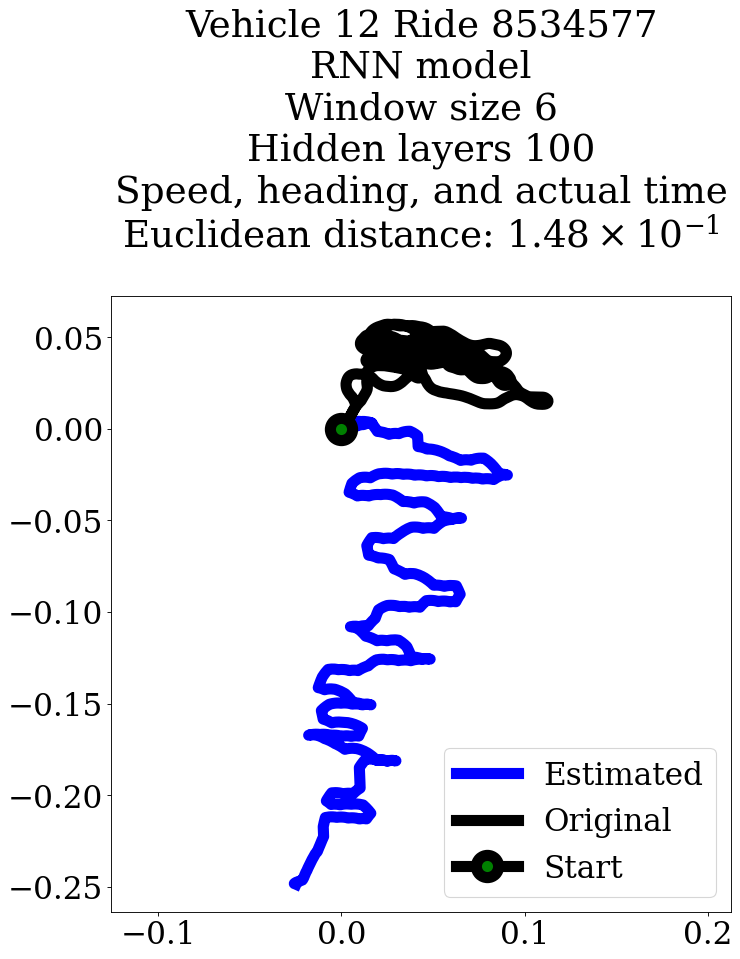 Vehicle 12 Ride 8534577
RNN model
Window size 6
Hidden layers 100
Speed, heading, and actual time
Euclidean distance: 1.48 × 10⁻¹
0.05
0.00
−0.05
−0.10
−0.15
−0.20
−0.25
−0.1
0.0
0.1
0.2
Estimated
Original
Start